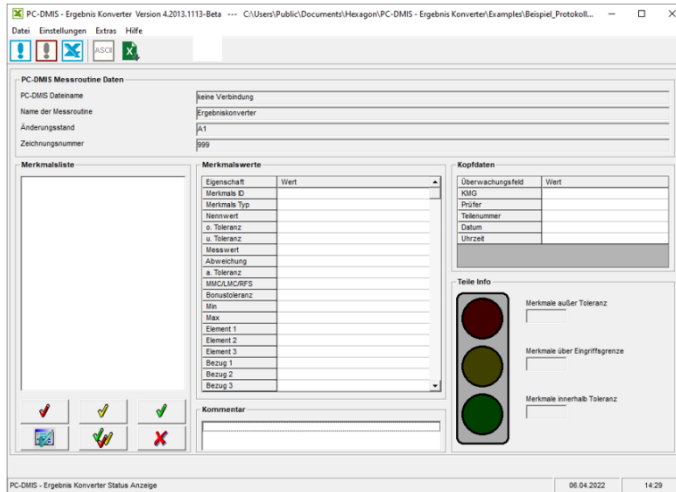 PC-DMIS - Ergebnis Konverter Version 4.2013.1113-Beta --- C:\Users\Public\Documents\Hexagon\PC-DMIS - Ergebnis Konverter\Examples\Beispiel_Protokoll...
Datei Einstellungen Extras Hilfe
ASCII
PC-DMIS Messroutine Daten
PC-DMIS Dateiname keine Verbindung
Name der Messroutine Ergebniskonverter
Änderungsstand A1
Zeichnungsnummer 999
Merkmalsliste
Merkmalswerte
Eigenschaft Wert
Merkmals ID
Merkmals Typ
Nennwert
o. Toleranz
u. Toleranz
Messwert
Abweichung
a. Toleranz
MMC/LMC/RFS
Bonustoleranz
Min
Max
Element 1
Element 2
Element 3
Bezug 1
Bezug 2
Bezug 3
Kommentar
Kopfdaten
Überwachungsfeld Wert
KMG
Prüfer
Teilenummer
Datum
Uhrzeit
Teile Info
Merkmale außer Toleranz
Merkmale über Eingriffsgrenze
Merkmale innerhalb Toleranz
PC-DMIS - Ergebnis Konverter Status Anzeige 06.04.2022 14:29